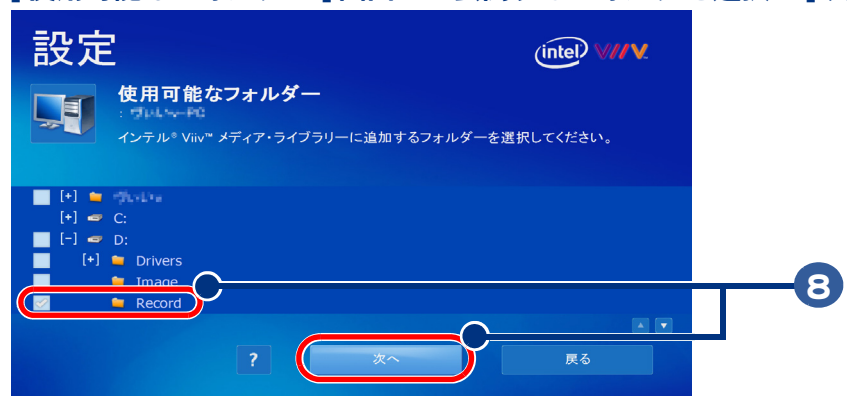 設定
intel VIIV.
使用可能なフォルダー
インテル® Viiv™ メディア・ライブラリーに追加するフォルダーを選択してください。
[+]
[+] C:
[-] D:
[+] Drivers
Image
Record
8
? 次へ 戻る